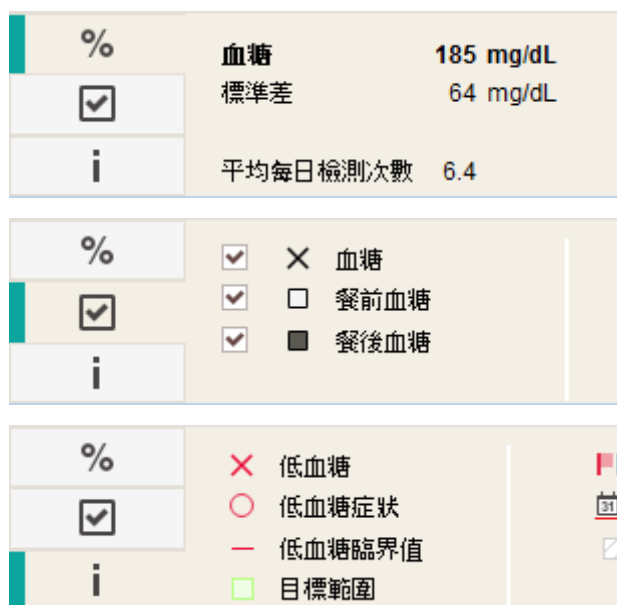 %
血糖 185 mg/dL
標準差 64 mg/dL
i
平均每日檢測次數 6.4
%
血糖
餐前血糖
餐後血糖
i
%
低血糖
低血糖症狀
31
低血糖臨界值
i
目標範圍